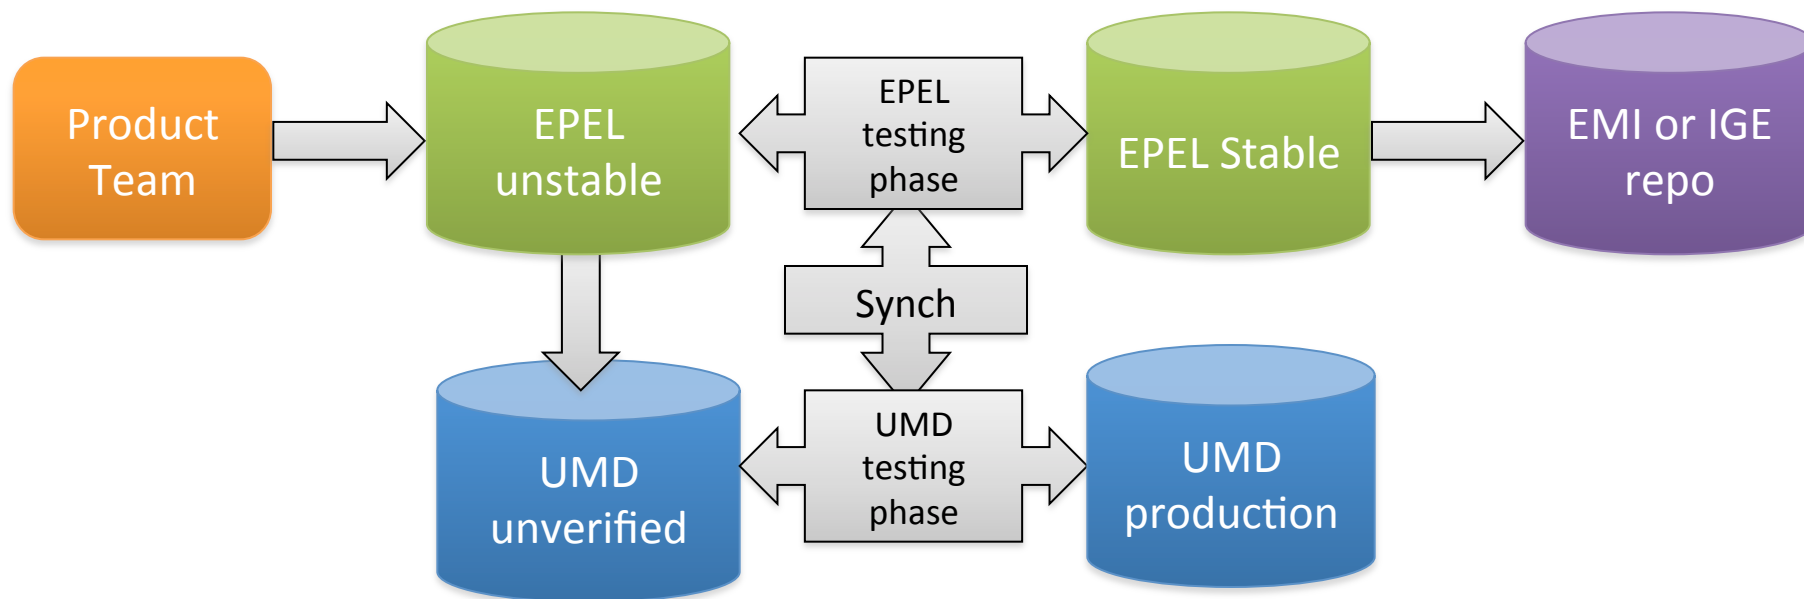 Product
Team
EPEL
unstable
EPEL
testing
phase
EPEL Stable
EMI or IGE
repo
Synch
UMD
unverified
UMD
testing
phase
UMD
production